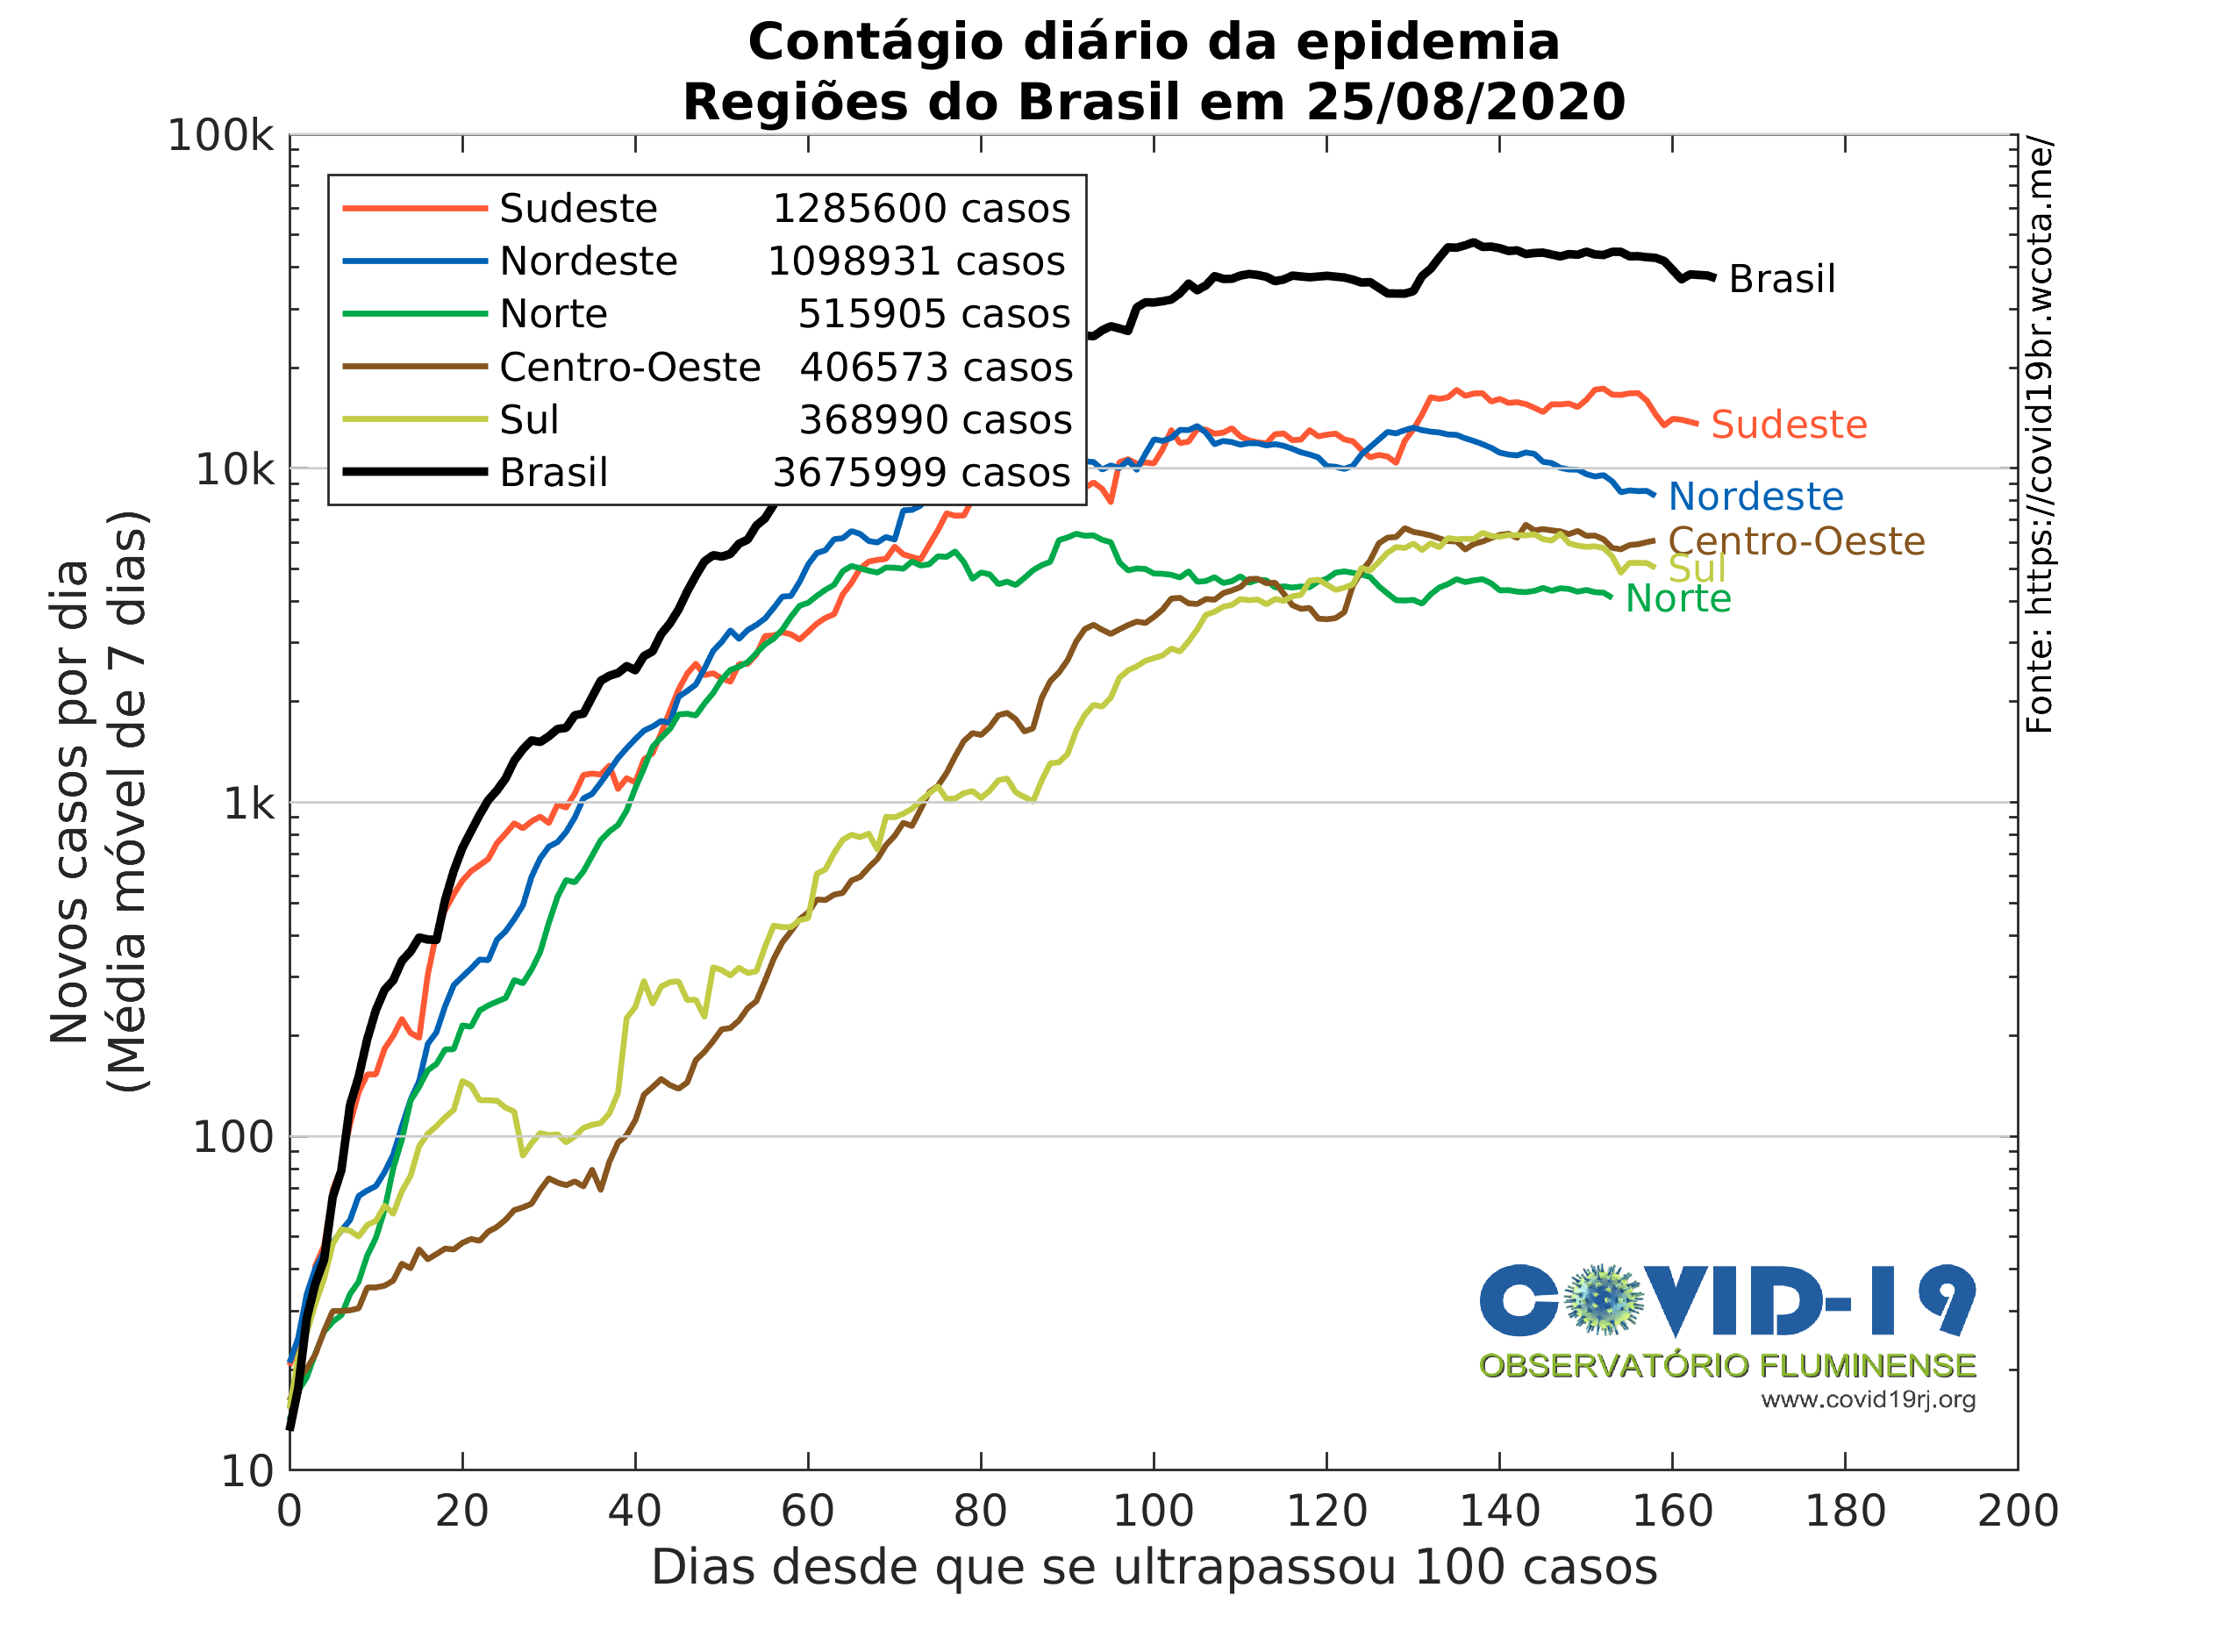 Contágio diário da epidemia
Regiões do Brasil em 25/08/2020
100k
10k
1k
100
10
Novos casos por dia
(Média móvel de 7 dias)
Sudeste 1285600 casos
Nordeste 1098931 casos
Norte 515905 casos
Centro-Oeste 406573 casos
Sul 368990 casos
Brasil 3675999 casos
Brasil
Sudeste
Nordeste
Centro-Oeste
Sul
Norte
Fonte: https://covid19br.wcota.me/
COVID-19
OBSERVATÓRIO FLUMINENSE
www.covid19rj.org
0 20 40 60 80 100 120 140 160 180 200
Dias desde que se ultrapassou 100 casos